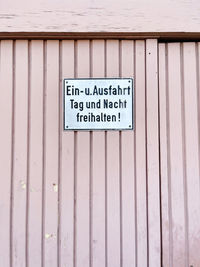 Ein-u.Ausfahrt
Tag und Nacht
freihalten!